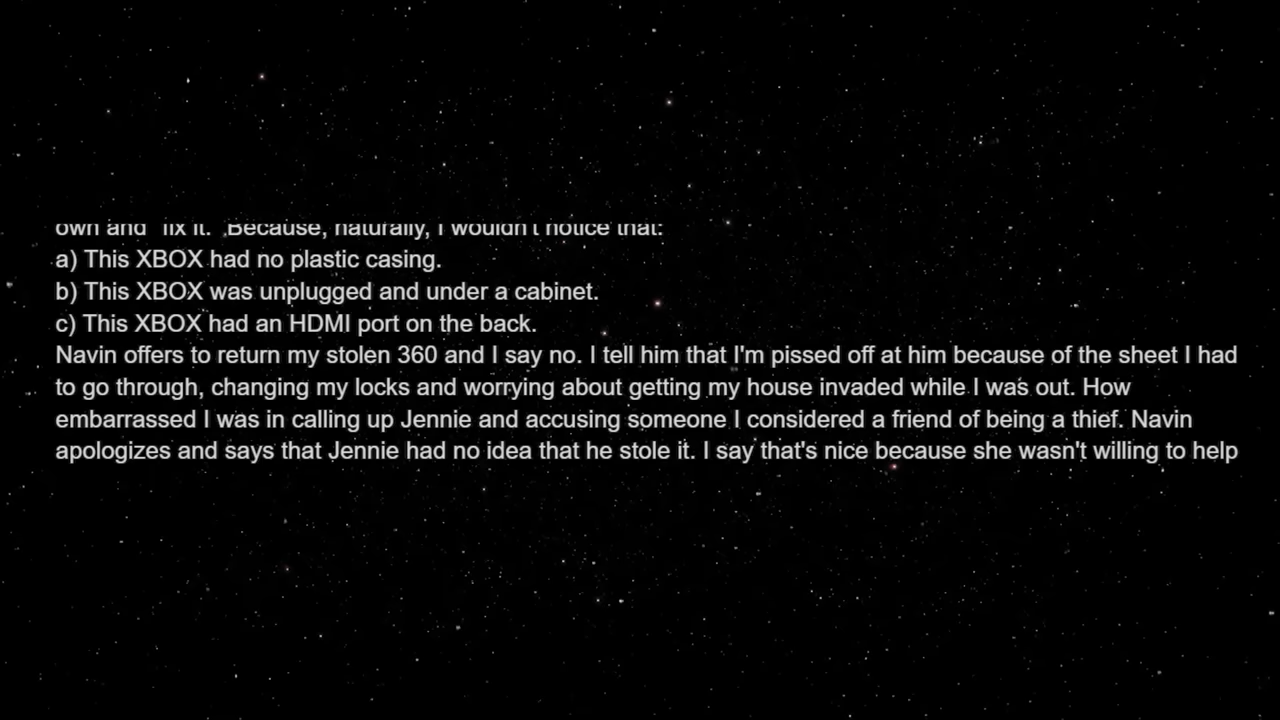 own and "fix it." Because, naturally, I wouldn't notice that:
a) This XBOX had no plastic casing.
b) This XBOX was unplugged and under a cabinet.
c) This XBOX had an HDMI port on the back.
Navin offers to return my stolen 360 and I say no. I tell him that I'm pissed off at him because of the sheet I had
to go through, changing my locks and worrying about getting my house invaded while I was out. How
embarrassed I was in calling up Jennie and accusing someone I considered a friend of being a thief. Navin
apologizes and says that Jennie had no idea that he stole it. I say that's nice because she wasn't willing to help